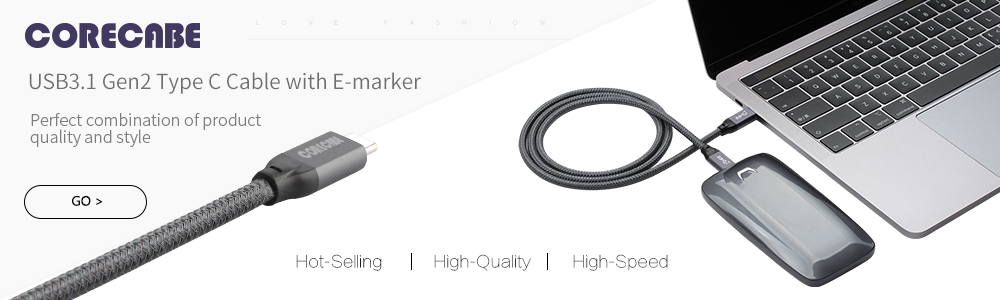 CORECABE
LOVE FASHION
USB3.1 Gen2 Type C Cable with E-marker
Perfect combination of product
quality and style
GO >
Hot-Selling | High-Quality | High-Speed